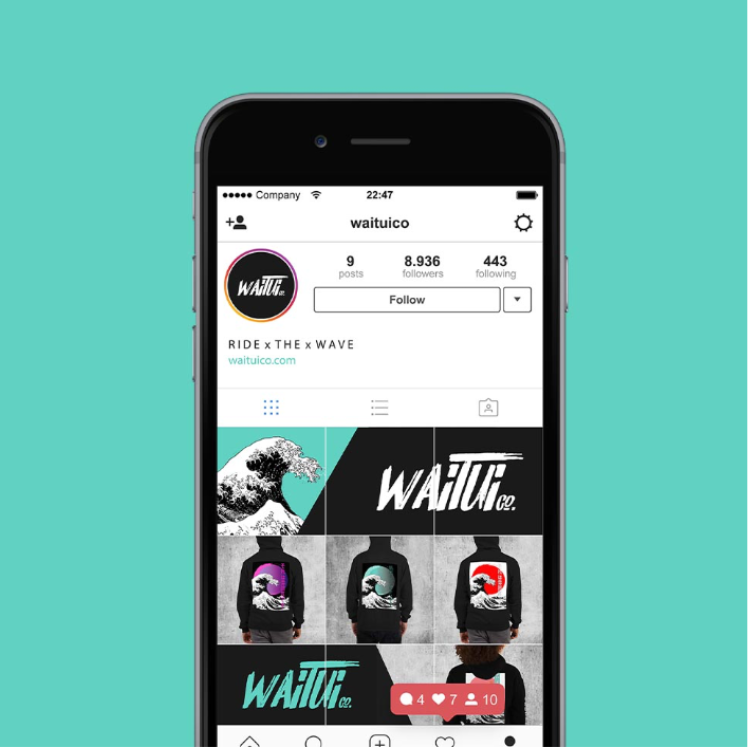 Company 22:47
waituico
WAiTUi co.
9 8.936 443
posts followers following
Follow
RIDE x THE x WAVE
waituico.com
WAiTUi co.
WAiTUi co.
4 7 10